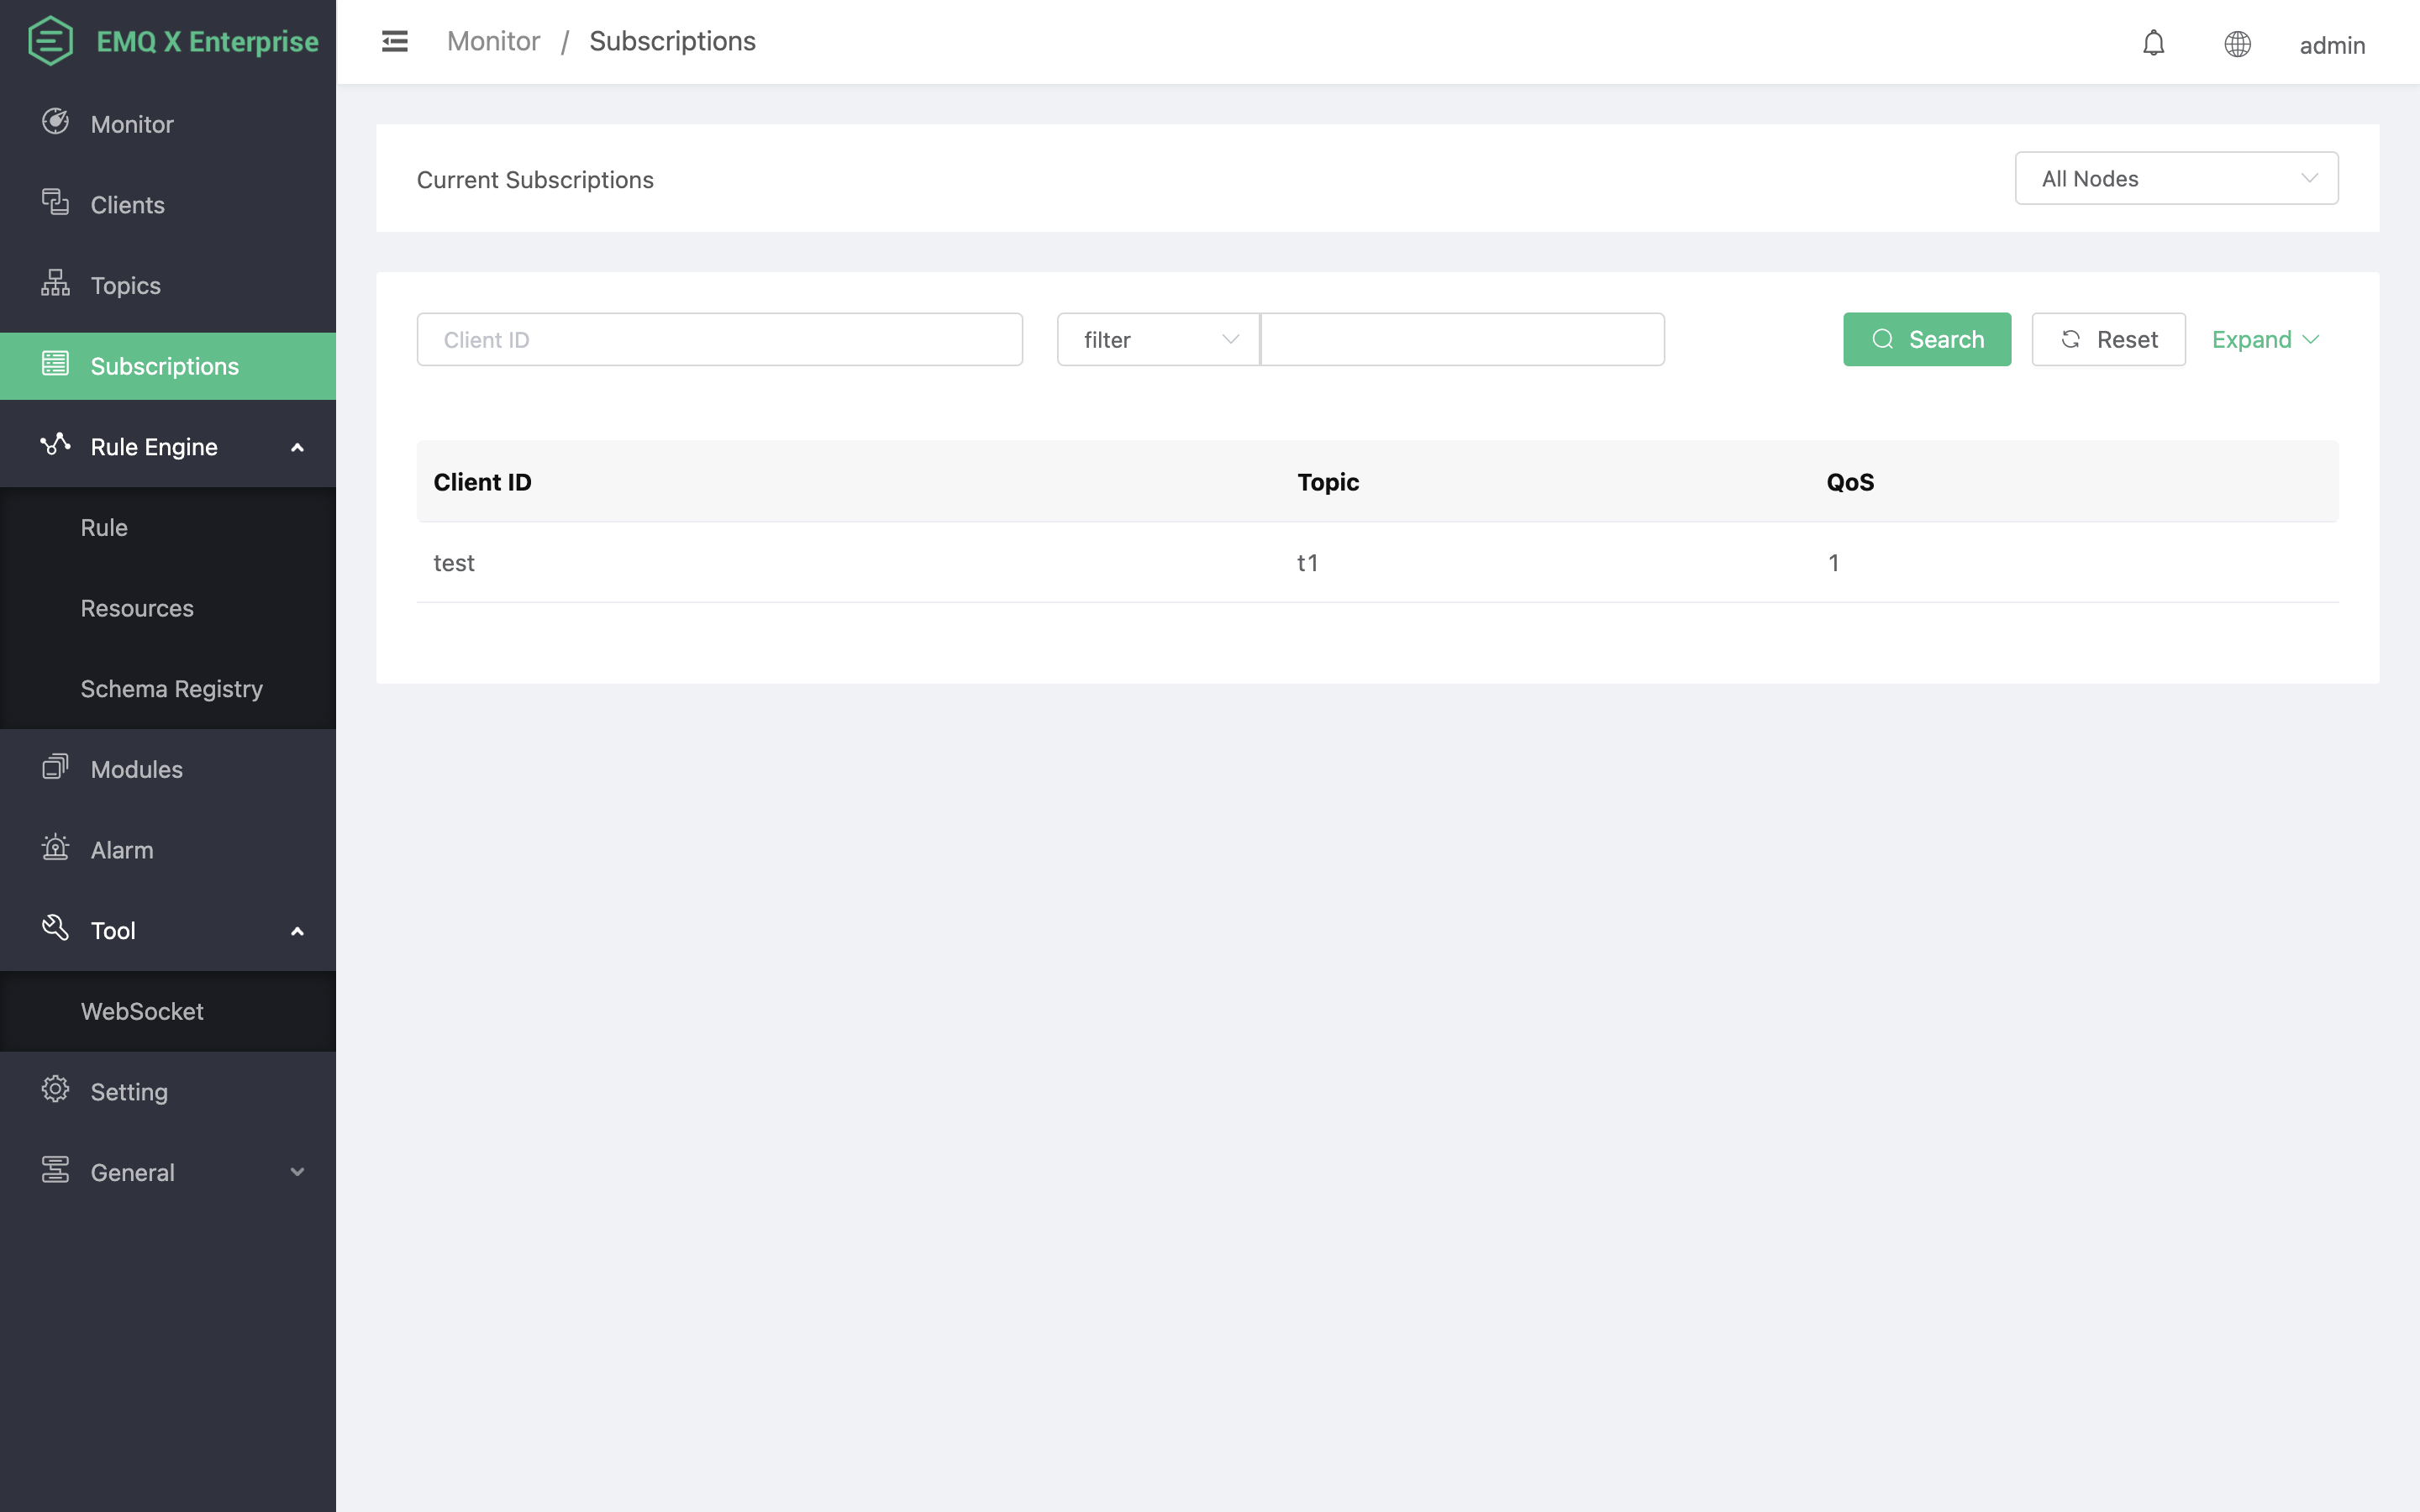 EMQ X Enterprise
Monitor / Subscriptions
admin
Monitor
Clients
Topics
Subscriptions
Rule Engine
Rule
Resources
Schema Registry
Modules
Alarm
Tool
WebSocket
Setting
General
Current Subscriptions
All Nodes
Client ID
filter
Search
Reset
Expand
Client ID Topic QoS
test t1 1